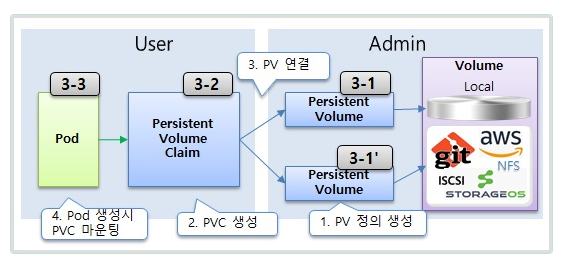 User
Admin
3. PV 연결
3-3
3-2
3-1
Volume
Local
Pod
Persistent
Volume
Claim
Persistent
Volume
3-1'
Persistent
Volume
git
aws
NFS
ISCSI
STORAGEOS
4. Pod 생성시
PVC 마운팅
2. PVC 생성
1. PV 정의 생성